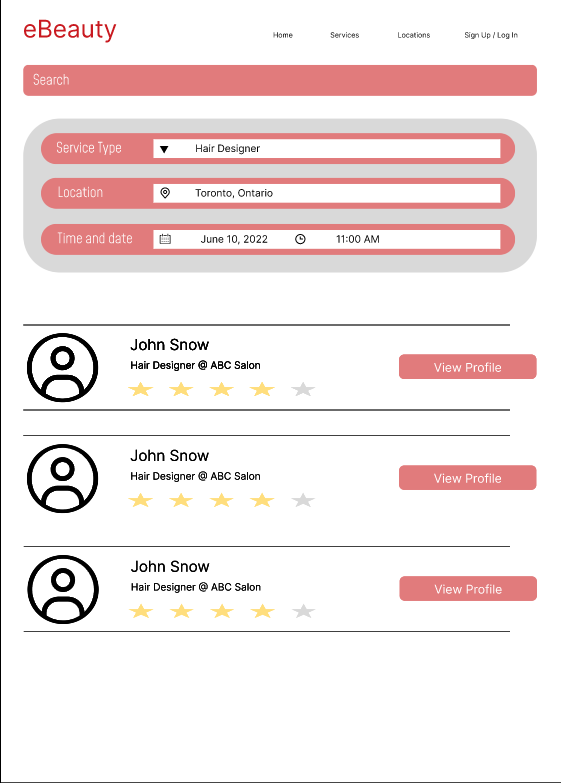 eBeauty
Home Services Locations Sign Up / Log In
Search
Service Type Hair Designer
Location Toronto, Ontario
Time and date June 10, 2022 11:00 AM
John Snow
Hair Designer @ ABC Salon
View Profile
John Snow
Hair Designer @ ABC Salon
View Profile
John Snow
Hair Designer @ ABC Salon
View Profile